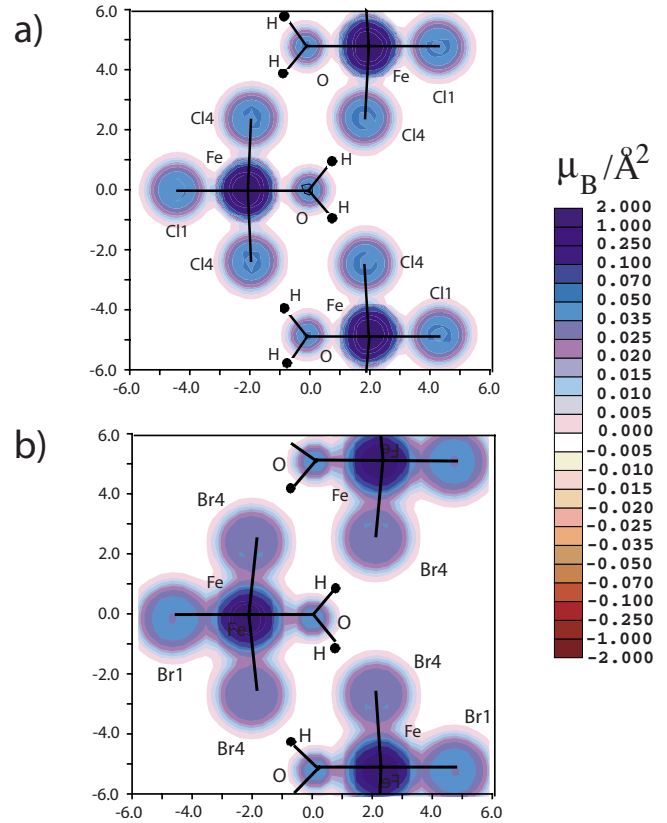 a)
6.0
4.0
2.0
0.0
-2.0
-4.0
-6.0
-6.0 -4.0 -2.0 0.0 2.0 4.0 6.0
H
H
O
Fe
Cl1
Cl4
Cl4
Fe
H
H
O
Cl1
Cl4
Cl4
H
Fe
Cl1
O
H
b)
6.0
4.0
2.0
0.0
-2.0
-4.0
-6.0
-6.0 -4.0 -2.0 0.0 2.0 4.0 6.0
O
H
Fe
Fe
Br4
Br4
Fe
H
Fe
O
H
Br1
Br4
Br4
Fe
Br1
H
O
Fe
μB/Å²
2.000
1.000
0.250
0.100
0.070
0.050
0.035
0.025
0.020
0.015
0.010
0.005
0.000
-0.005
-0.010
-0.015
-0.020
-0.025
-0.035
-0.050
-0.070
-0.100
-0.250
-1.000
-2.000